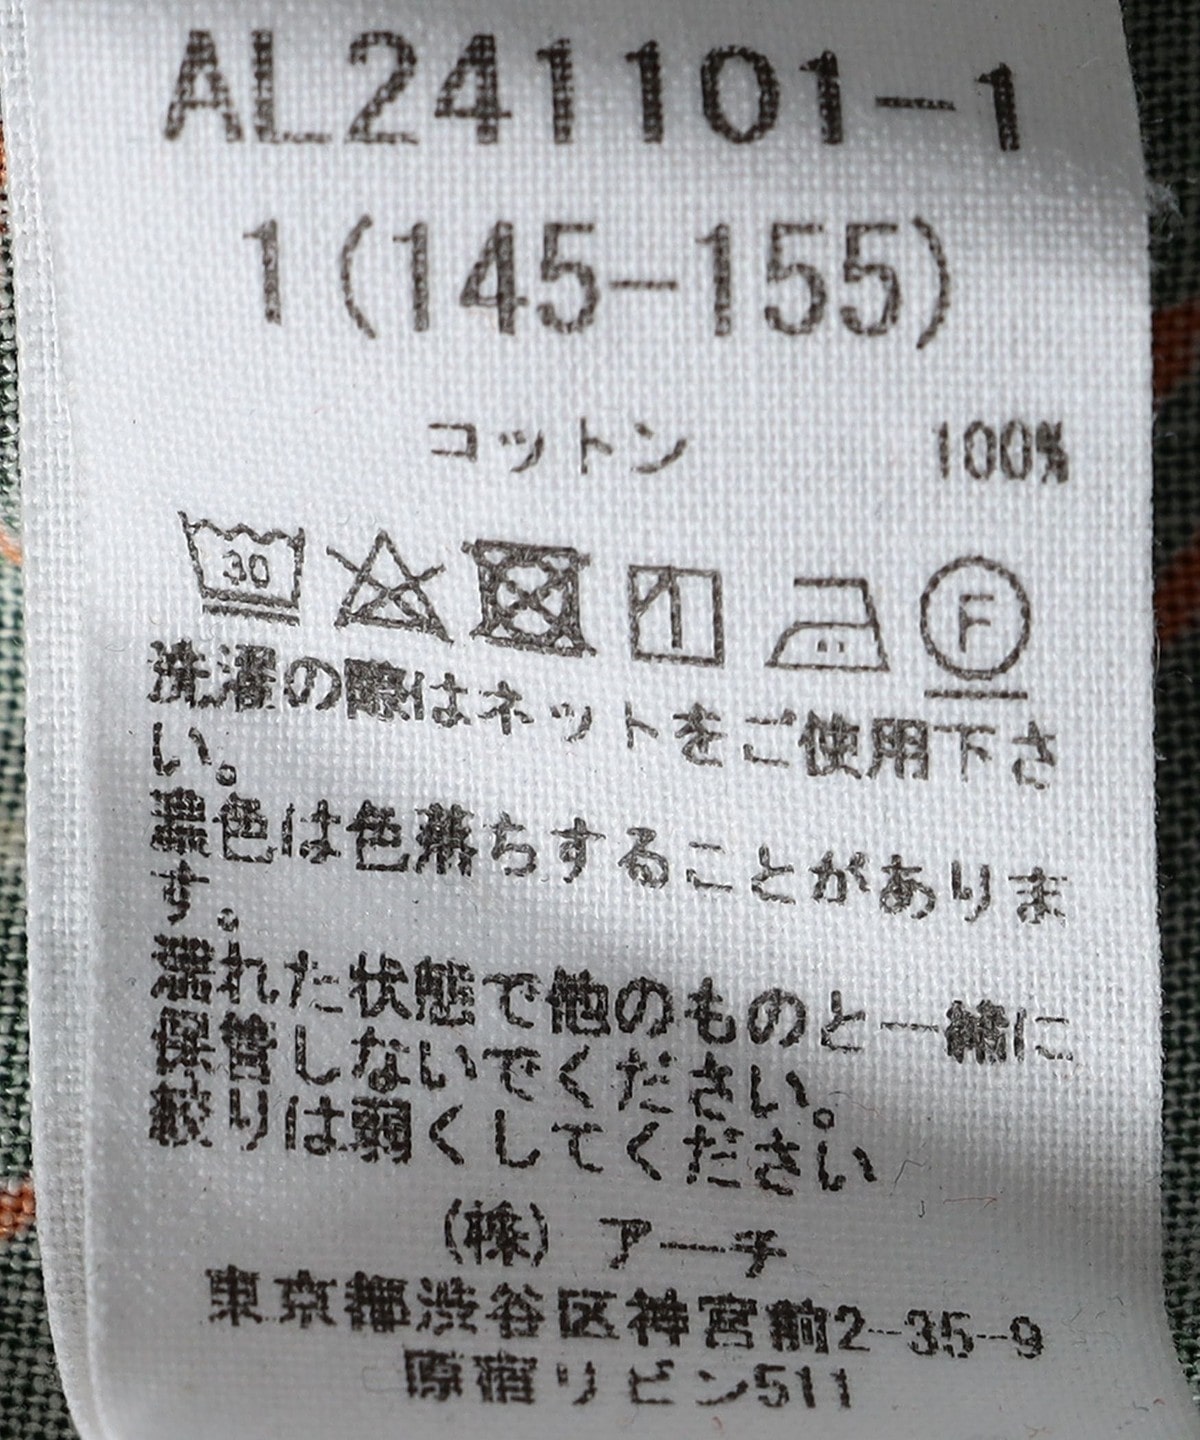 AL241101-1
1(145-155)
コットン 100%
30
F
洗濯の際はネットをご使用下さ
い。
濃色は色落ちすることがありま
す。
濡れた状態で他のものと一緒に
保管しないでください。
絞りは弱くしてください
(株) アーチ
東京都渋谷区神宮前2-35-9
原宿リビン511